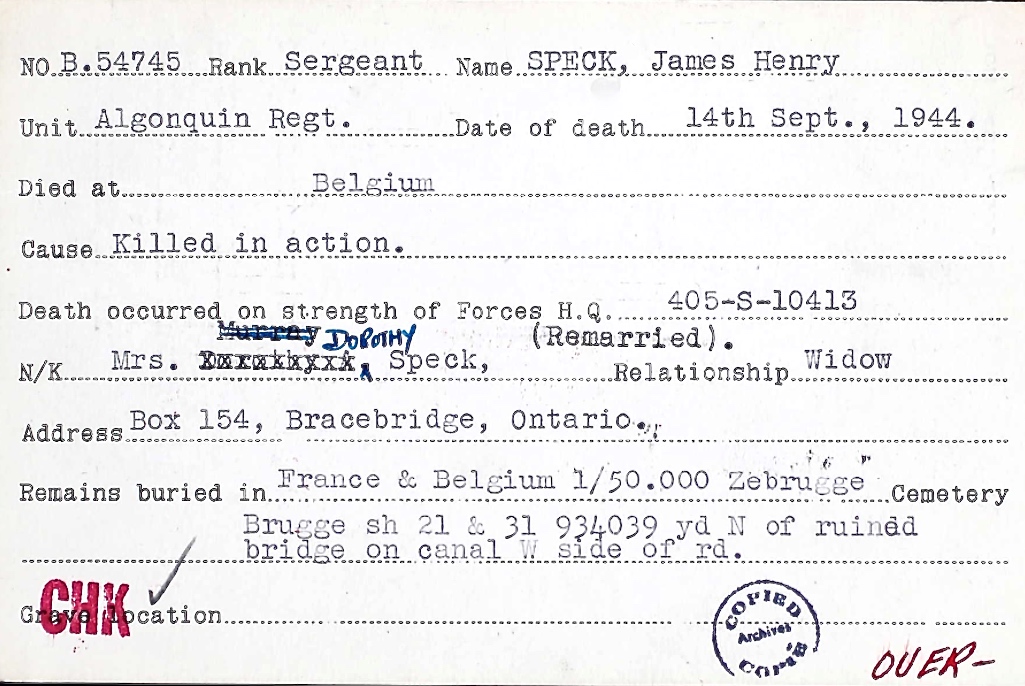 NO. B.54745 Rank Sergeant Name SPECK, James Henry
Unit Algonquin Regt. Date of death 14th Sept., 1944.
Died at Belgium
Cause Killed in action.
Death occurred on strength of Forces H.Q. 405-S-10413
Murray DOROTHY (Remarried).
N/K Mrs. , Speck, Relationship Widow
Address Box 154, Bracebridge, Ontario.
Remains buried in France & Belgium 1/50.000 Zebrugge Cemetery
Brugge sh 21 & 31 934039 yd N of ruindd
bridge on canal W side of rd.
CHK
Grave location
COPIED
Archives
COPIE
OVER-